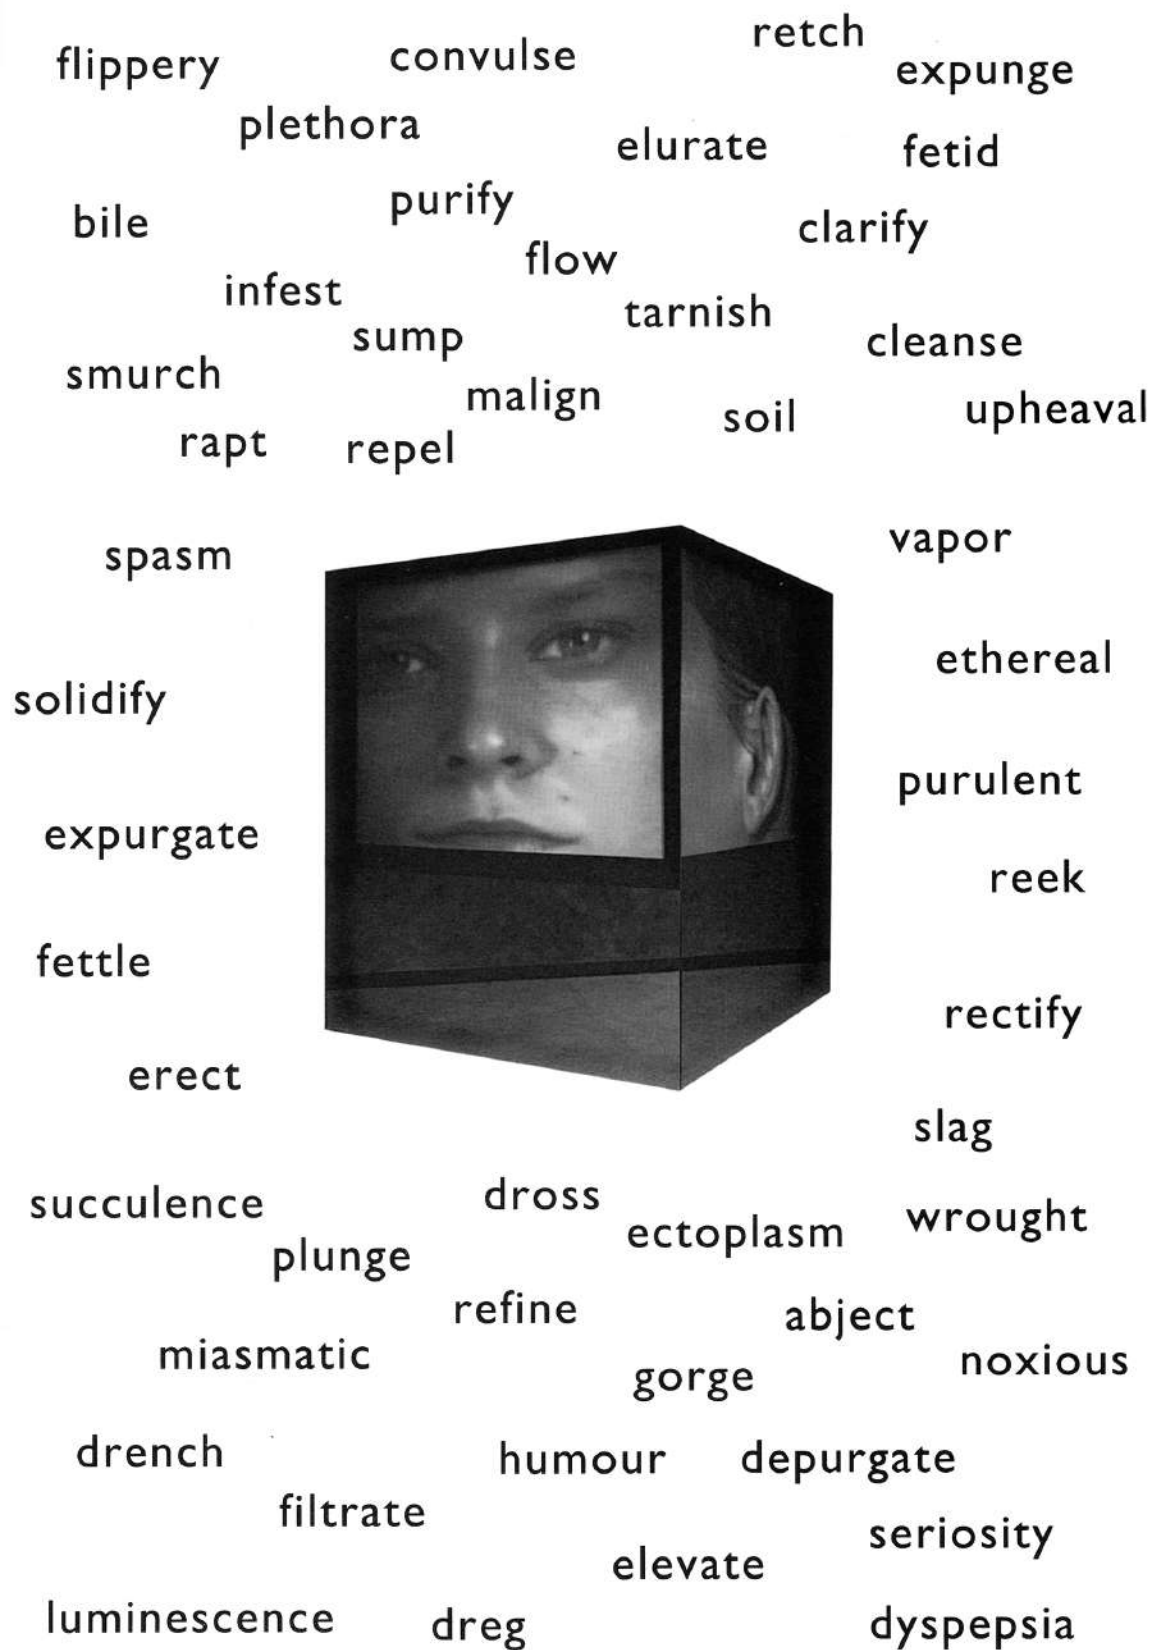 retch
flippery
convulse
expunge
plethora
elurate
fetid
purify
bile
clarify
flow
infest
tarnish
sump
cleanse
smurch
malign
soil
upheaval
rapt
repel
vapor
spasm
ethereal
solidify
purulent
expurgate
reek
fettle
rectify
erect
slag
dross
succulence
wrought
ectoplasm
plunge
refine
abject
miasmatic
noxious
gorge
drench
humour
depurgate
filtrate
seriosity
elevate
luminescence
dreg
dyspepsia